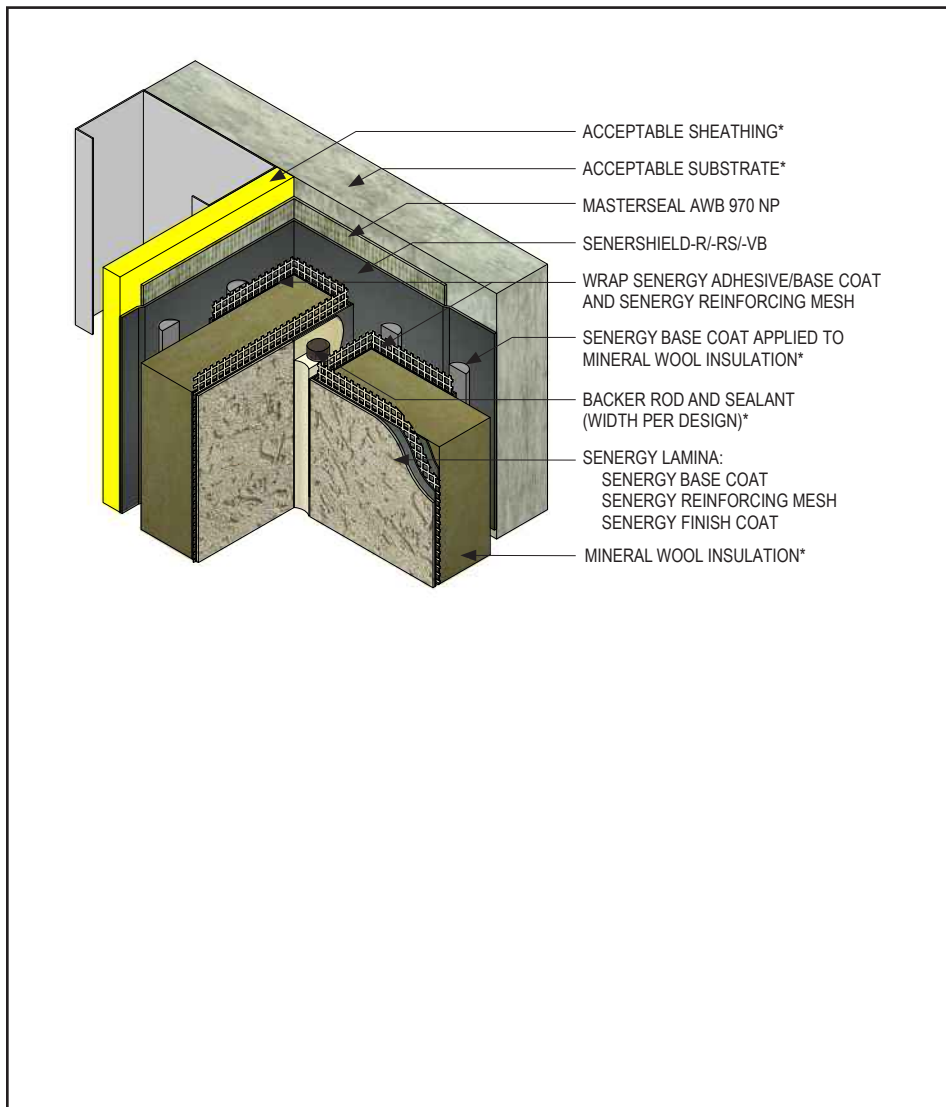 ACCEPTABLE SHEATHING*
ACCEPTABLE SUBSTRATE*
MASTERSEAL AWB 970 NP
SENERSHIELD-R/-RS/-VB
WRAP SENERGY ADHESIVE/BASE COAT
AND SENERGY REINFORCING MESH
SENERGY BASE COAT APPLIED TO
MINERAL WOOL INSULATION*
BACKER ROD AND SEALANT
(WIDTH PER DESIGN)*
SENERGY LAMINA:
SENERGY BASE COAT
SENERGY REINFORCING MESH
SENERGY FINISH COAT
MINERAL WOOL INSULATION*